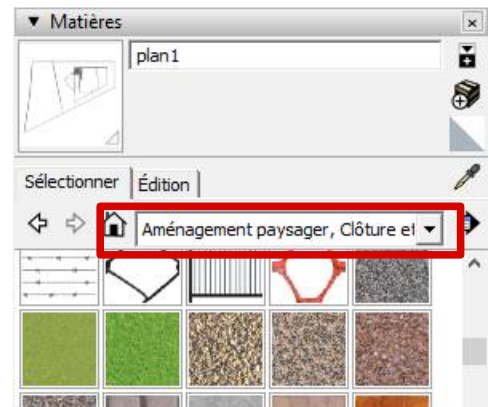 Matières
plan1
Sélectionner Édition
Aménagement paysager, Clôture et